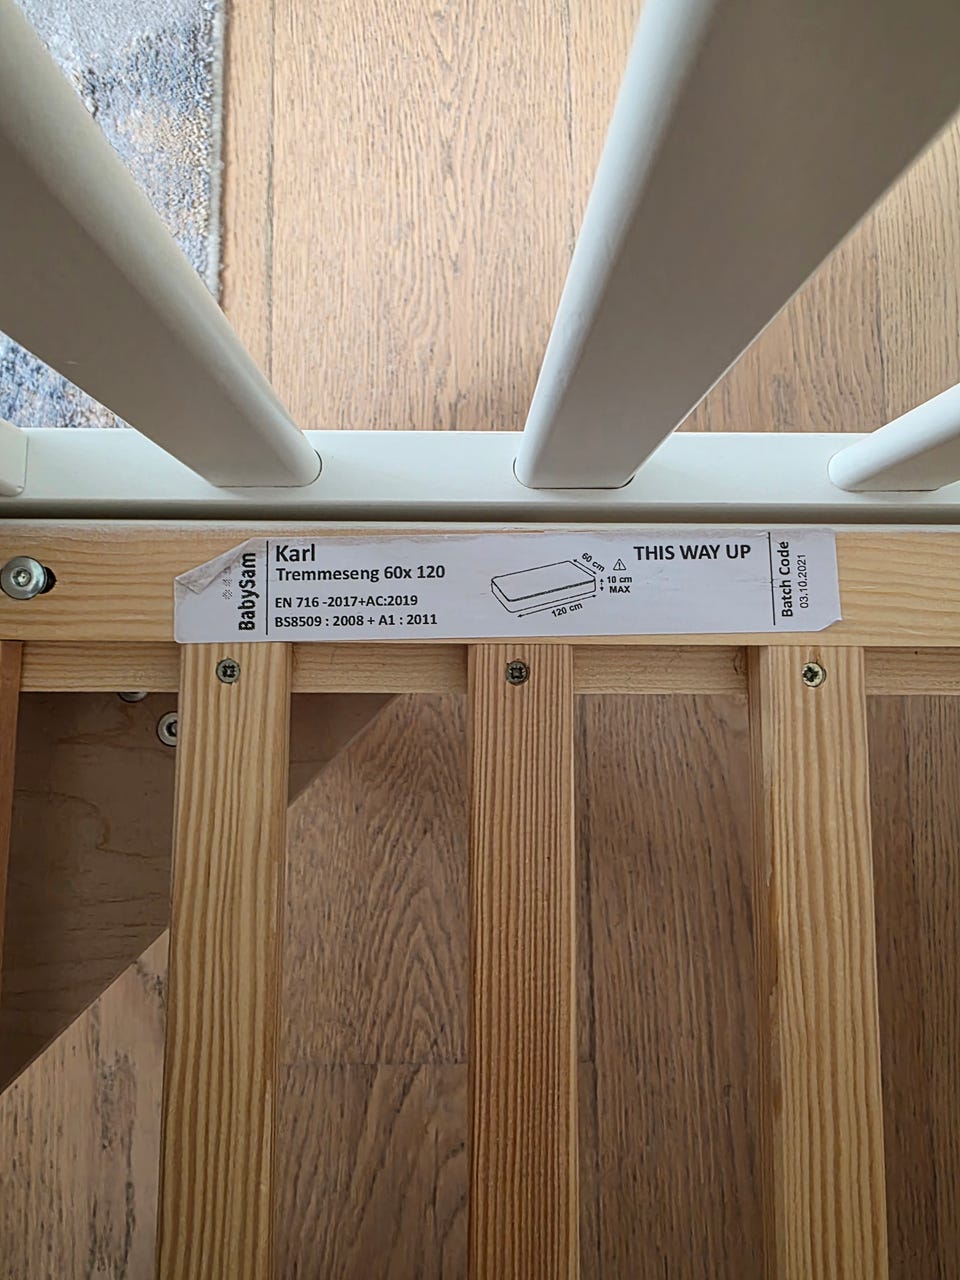 BabySam
Karl
Tremmeseng 60x 120
EN 716 -2017+AC:2019
BS8509 : 2008 + A1 : 2011
60 cm
10 cm
MAX
120 cm
THIS WAY UP
Batch Code
03.10.2021